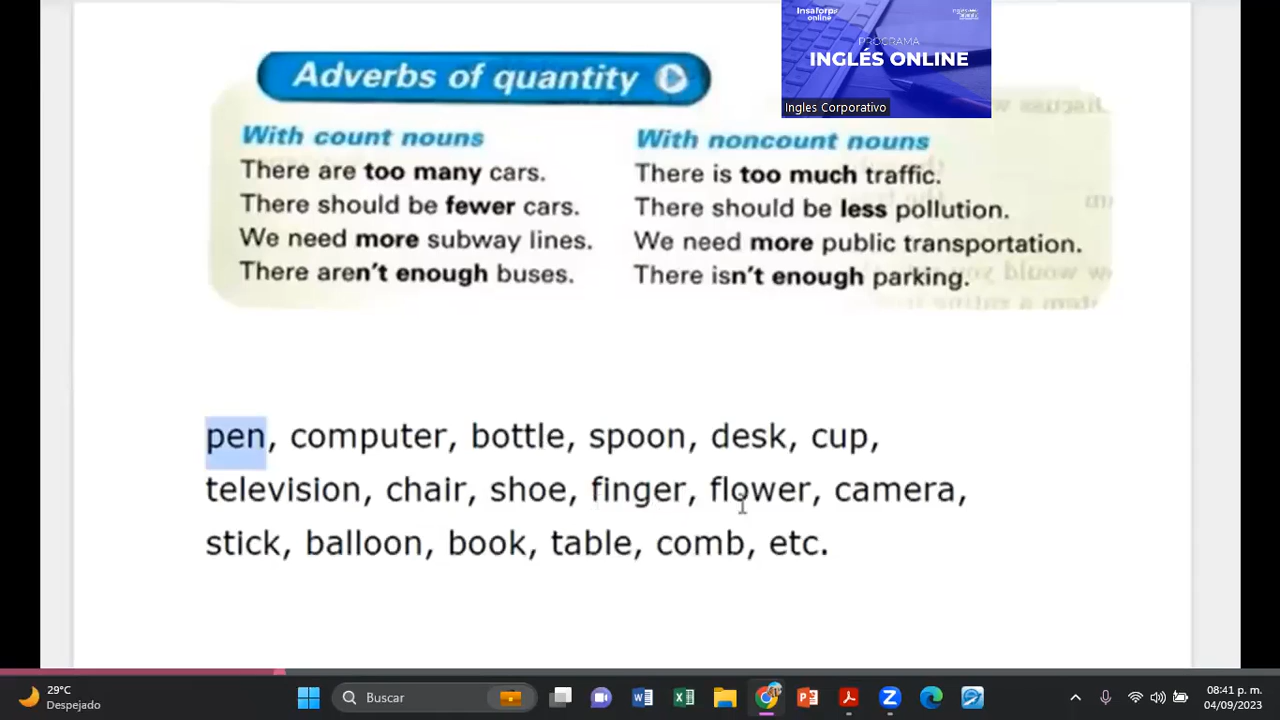 Insaforp
online
PROGRAMA
INGLÉS ONLINE
Ingles Corporativo
Adverbs of quantity
With count nouns
There are too many cars.
There should be fewer cars.
We need more subway lines.
There aren't enough buses.
With noncount nouns
There is too much traffic.
There should be less pollution.
We need more public transportation.
There isn't enough parking.
pen, computer, bottle, spoon, desk, cup,
television, chair, shoe, finger, flower, camera,
stick, balloon, book, table, comb, etc.
29°C
Despejado
Buscar
08:41 p. m.
04/09/2023